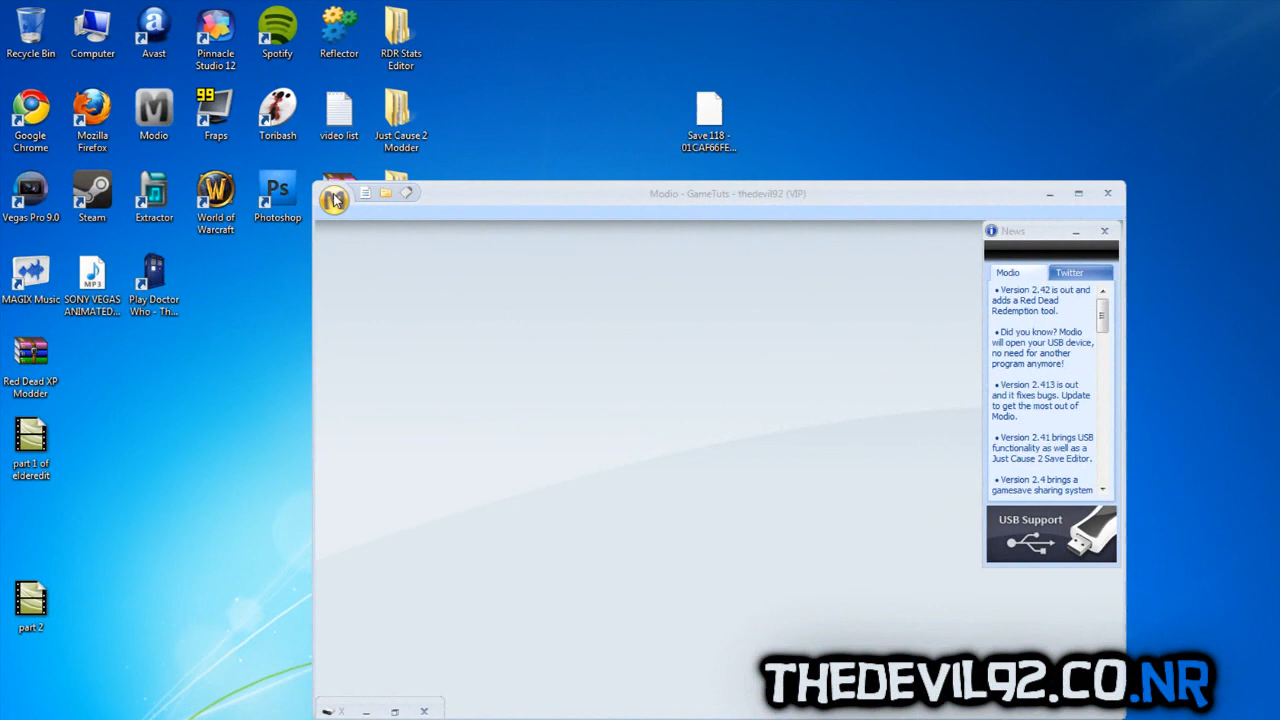 Recycle Bin
Computer
Avast
Pinnacle
Studio 12
Spotify
Reflector
RDR Stats
Editor
Google
Chrome
Mozilla
Firefox
Modio
99
Fraps
Toribash
video list
Just Cause 2
Modder
Save118 -
01CAF66FE...
Vegas Pro 9.0
Steam
Extractor
World of
Warcraft
Ps
Photoshop
MAGIX Music
MP3
SONY VEGAS
ANIMATED...
Play Doctor
Who - Th...
Red Dead XP
Modder
part 1 of
elderedit
part 2
Modio - GameTuts - thedevil92 (VIP)
News
Modio
Twitter
• Version 2.42 is out and
adds a Red Dead
Redemption tool.
• Did you know? Modio
will open your USB device,
no need for another
program anymore!
• Version 2.413 is out
and it fixes bugs. Update
to get the most out of
Modio.
• Version 2.41 brings USB
functionality as well as a
Just Cause 2 Save Editor.
• Version 2.4 brings a
gamesave sharing system
USB Support
THEDEVIL92.CO.NR